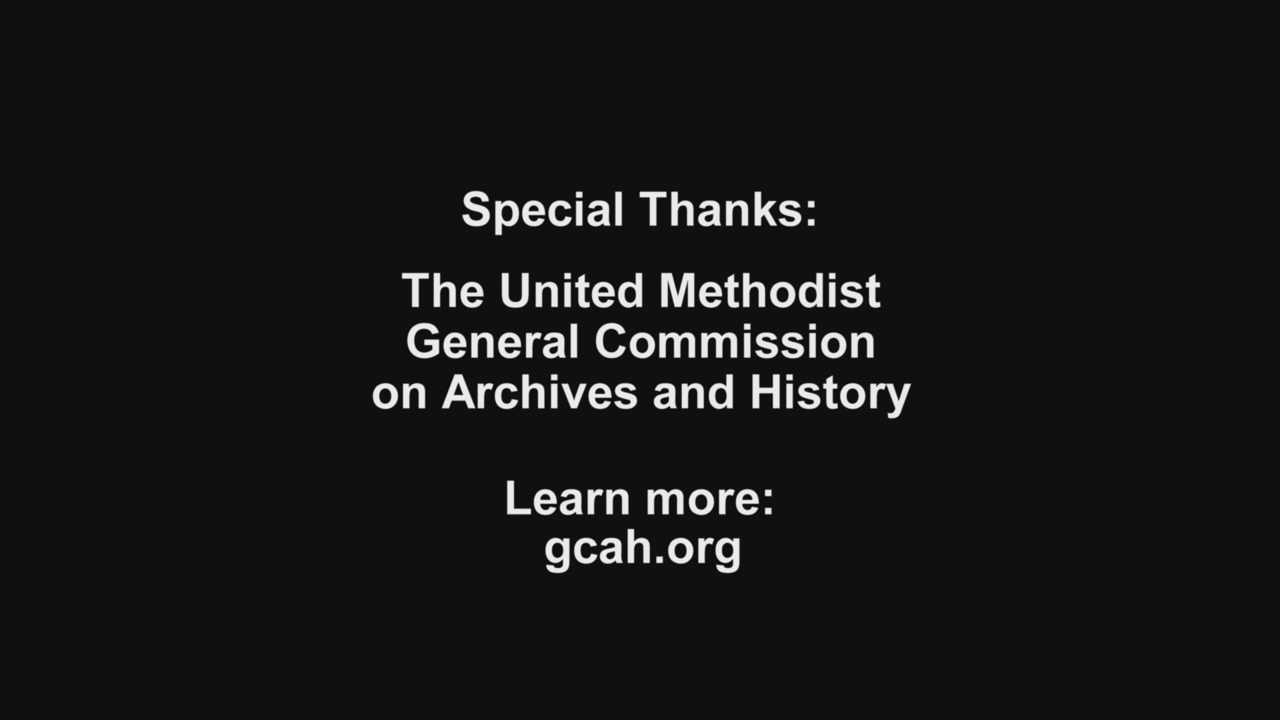 Special Thanks:
The United Methodist
General Commission
on Archives and History
Learn more:
gcah.org